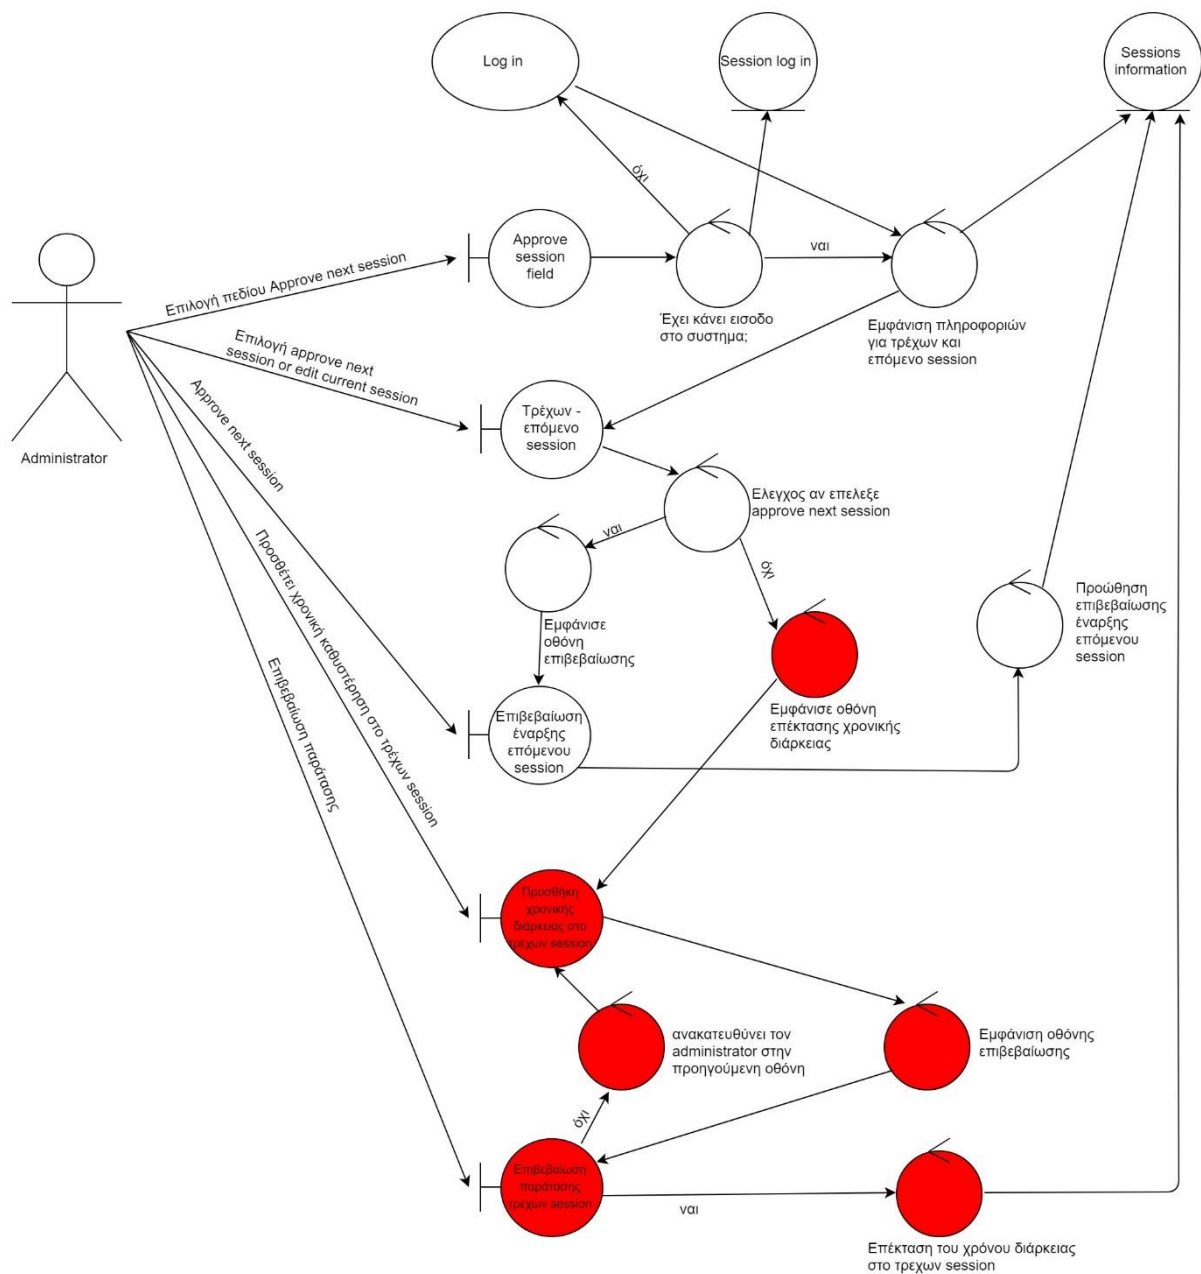 Log in
Session log in
Sessions
information
όχι
Επιλογή πεδίου Approve next session
Approve
session
field
ναι
Έχει κάνει εισοδο
στο συστημα;
Εμφάνιση πληροφοριών
για τρέχων και
επόμενο session
Administrator
Επιλογή approve next
session or edit current session
Τρέχων -
επόμενο
session
Approve next session
Ελεγχος αν επελεξε
approve next session
ναι
όχι
Εμφάνισε
οθόνη
επιβεβαίωσης
Προώθηση
επιβεβαίωσης
έναρξης
επόμενου
session
Προσθέτει χρονική καθυστέρηση στο τρέχων session
Επιβεβαίωση
έναρξης
επόμενου
session
Εμφάνισε οθόνη
επέκτασης χρονικής
διάρκειας
Επιβεβαίωση παράτασης
Προσθήκη
χρονικής
διάρκειας στο
τρέχων session
ανακατευθύνει τον
administrator στην
προηγούμενη οθόνη
Εμφάνιση οθόνης
επιβεβαίωσης
όχι
Επιβεβαίωση
παράτασης
τρεχων session
ναι
Επέκταση του χρόνου διάρκειας
στο τρεχων session